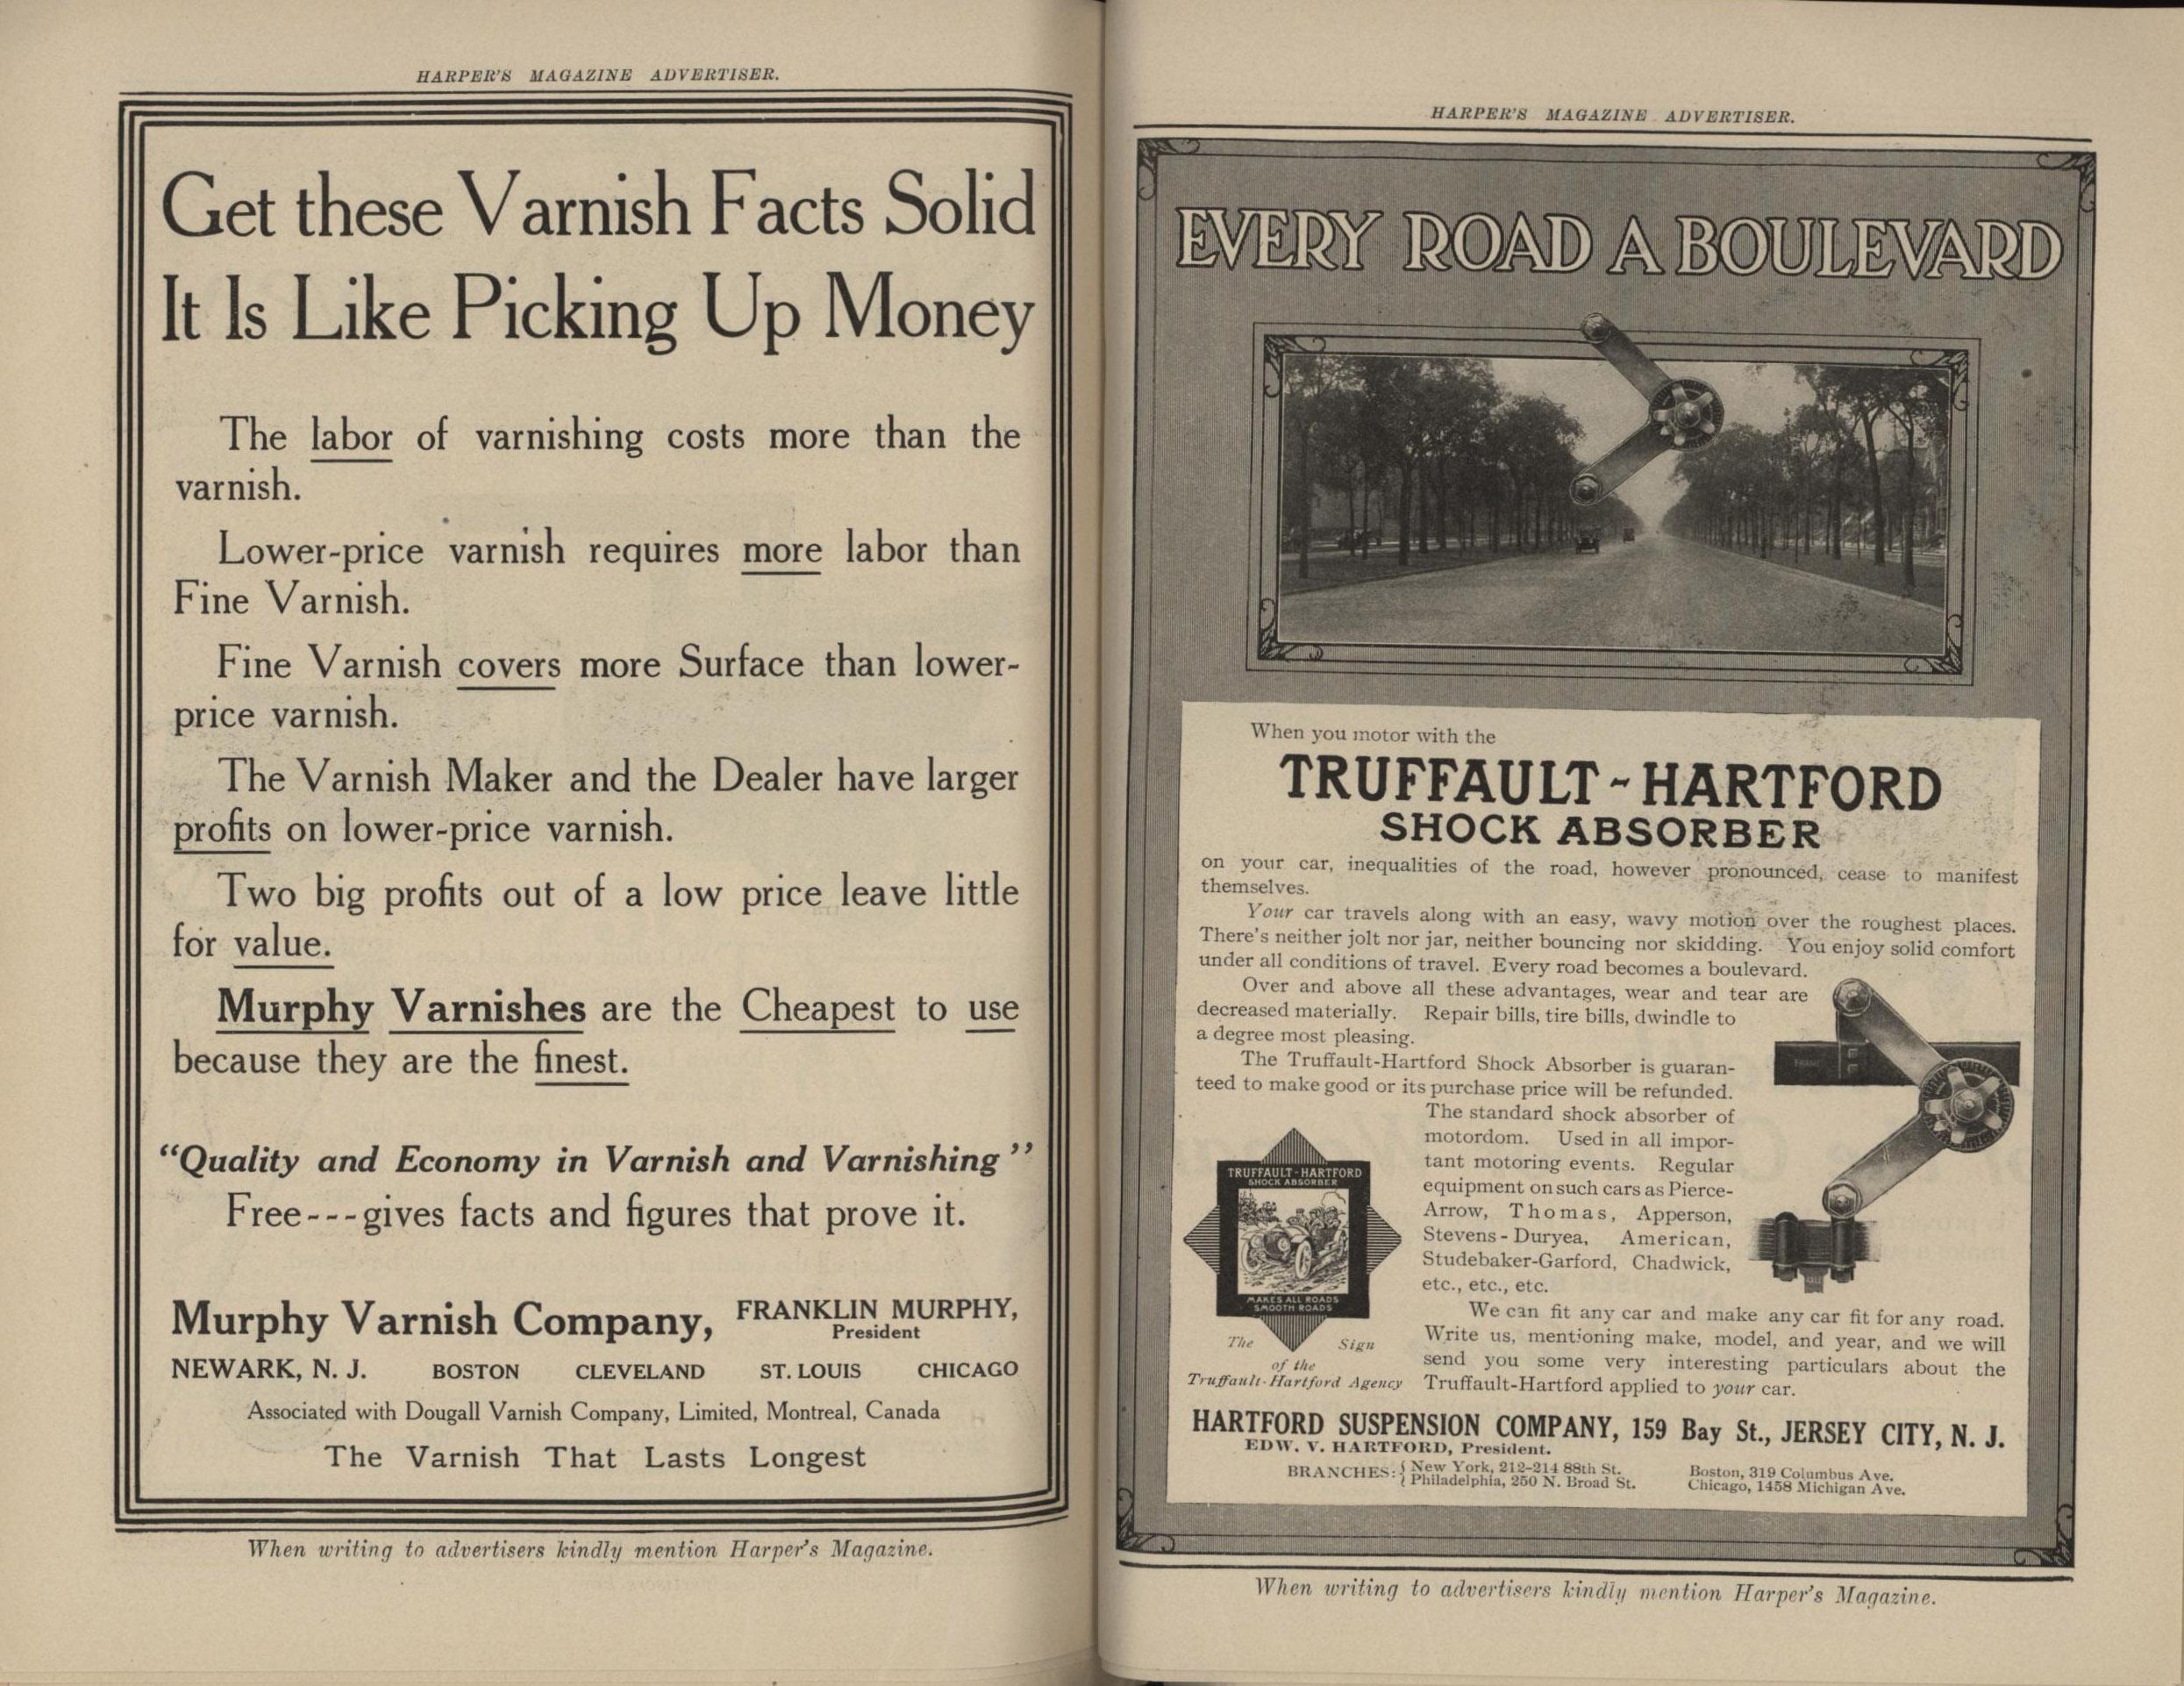 HARPER'S MAGAZINE ADVERTISER.
Get these Varnish Facts Solid
It Is Like Picking Up Money
The labor of varnishing costs more than the
varnish.
Lower-price varnish requires more labor than
Fine Varnish.
Fine Varnish covers more Surface than lower-
price varnish.
The Varnish Maker and the Dealer have larger
profits on lower-price varnish.
Two big profits out of a low price leave little
for value.
Murphy Varnishes are the Cheapest to use
because they are the finest.
“Quality and Economy in Varnish and Varnishing”
Free---gives facts and figures that prove it.
Murphy Varnish Company, FRANKLIN MURPHY,
President
NEWARK, N. J. BOSTON CLEVELAND ST. LOUIS CHICAGO
Associated with Dougall Varnish Company, Limited, Montreal, Canada
The Varnish That Lasts Longest
When writing to advertisers kindly mention Harper's Magazine.
HARPER'S MAGAZINE ADVERTISER.
EVERY ROAD A BOULEVARD
When you motor with the
TRUFFAULT-HARTFORD
SHOCK ABSORBER
on your car, inequalities of the road, however pronounced, cease to manifest
themselves.
Your car travels along with an easy, wavy motion over the roughest places.
There's neither jolt nor jar, neither bouncing nor skidding. You enjoy solid comfort
under all conditions of travel. Every road becomes a boulevard.
Over and above all these advantages, wear and tear are
decreased materially. Repair bills, tire bills, dwindle to
a degree most pleasing.
The Truffault-Hartford Shock Absorber is guaran-
teed to make good or its purchase price will be refunded.
The standard shock absorber of
motordom. Used in all impor-
tant motoring events. Regular
equipment on such cars as Pierce-
Arrow, Thomas, Apperson,
Stevens-Duryea, American,
Studebaker-Garford, Chadwick,
etc., etc., etc.
We can fit any car and make any car fit for any road.
Write us, mentioning make, model, and year, and we will
send you some very interesting particulars about the
Truffault-Hartford applied to your car.
FRAME
AXLE
TRUFFAULT-HARTFORD
SHOCK ABSORBER
MAKES ALL ROADS
SMOOTH ROADS
The Sign
of the
Truffault-Hartford Agency
HARTFORD SUSPENSION COMPANY, 159 Bay St., JERSEY CITY, N. J.
EDW. V. HARTFORD, President.
BRANCHES: { New York, 212-214 88th St. Boston, 319 Columbus Ave.
Philadelphia, 250 N. Broad St. Chicago, 1458 Michigan Ave.
When writing to advertisers kindly mention Harper's Magazine.